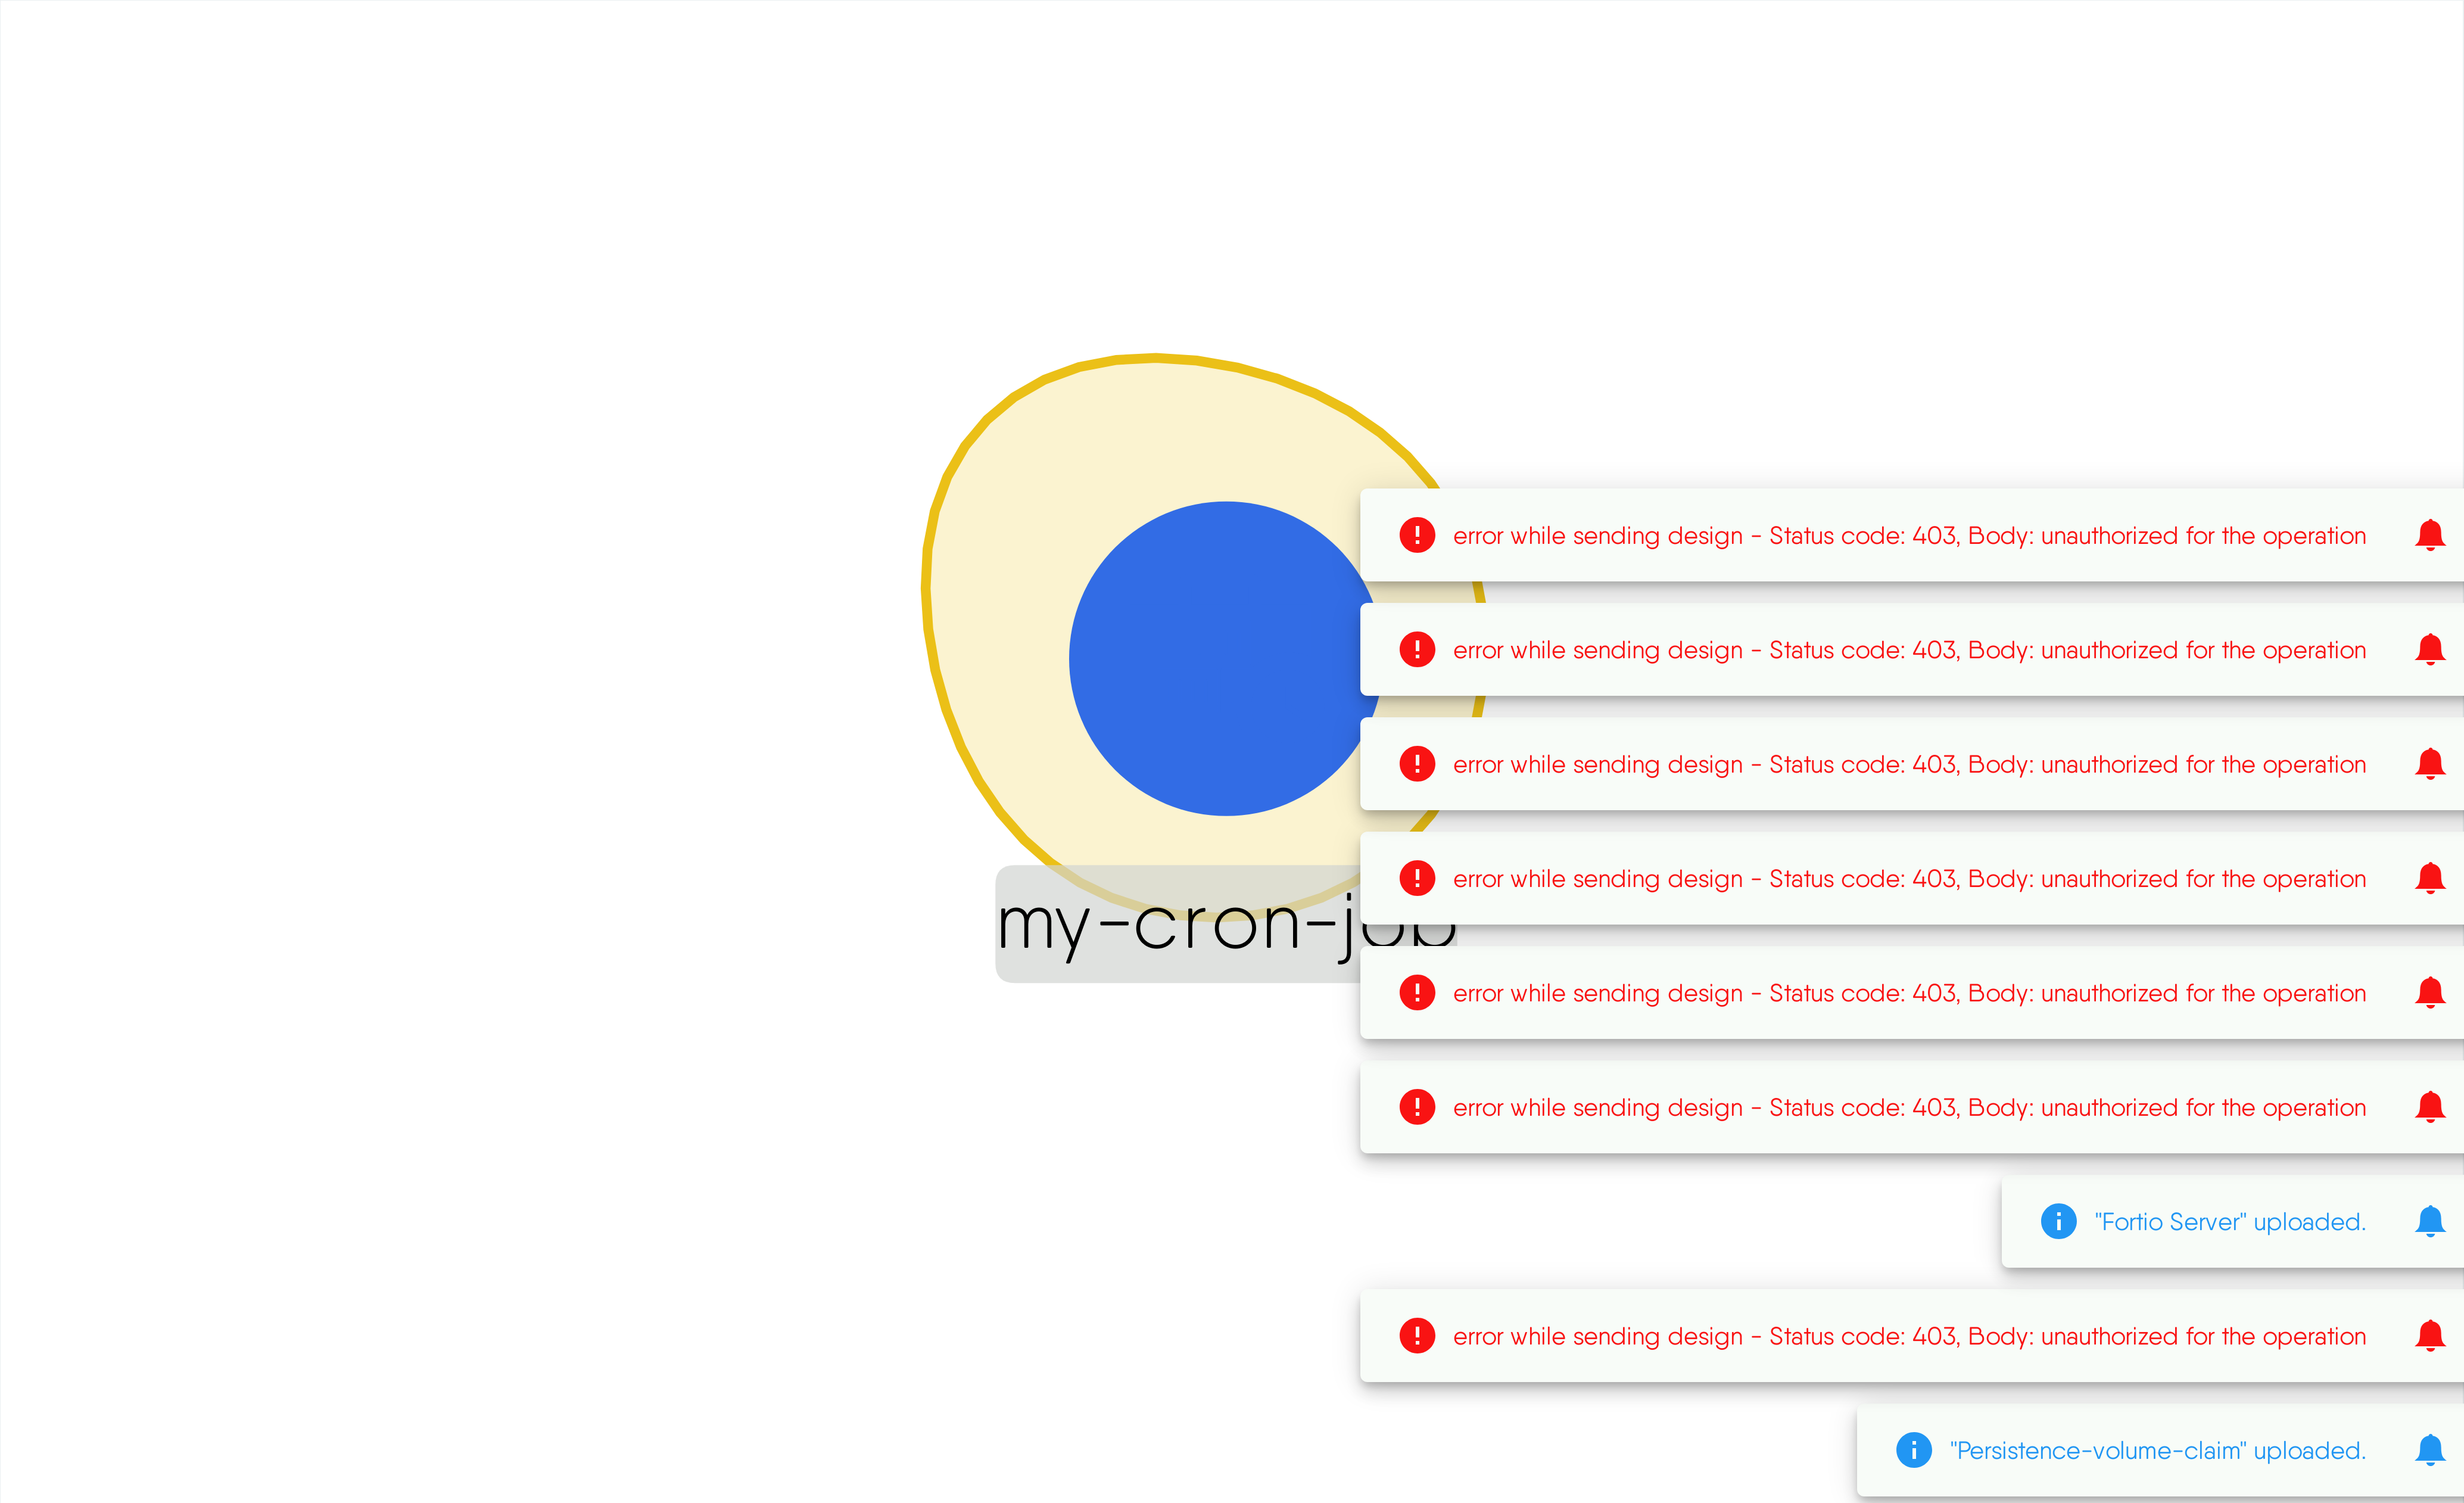 error while sending design - Status code: 403, Body: unauthorized for the operation
error while sending design - Status code: 403, Body: unauthorized for the operation
error while sending design - Status code: 403, Body: unauthorized for the operation
error while sending design - Status code: 403, Body: unauthorized for the operation
my-cron-job
error while sending design - Status code: 403, Body: unauthorized for the operation
error while sending design - Status code: 403, Body: unauthorized for the operation
"Fortio Server" uploaded.
error while sending design - Status code: 403, Body: unauthorized for the operation
"Persistence-volume-claim" uploaded.